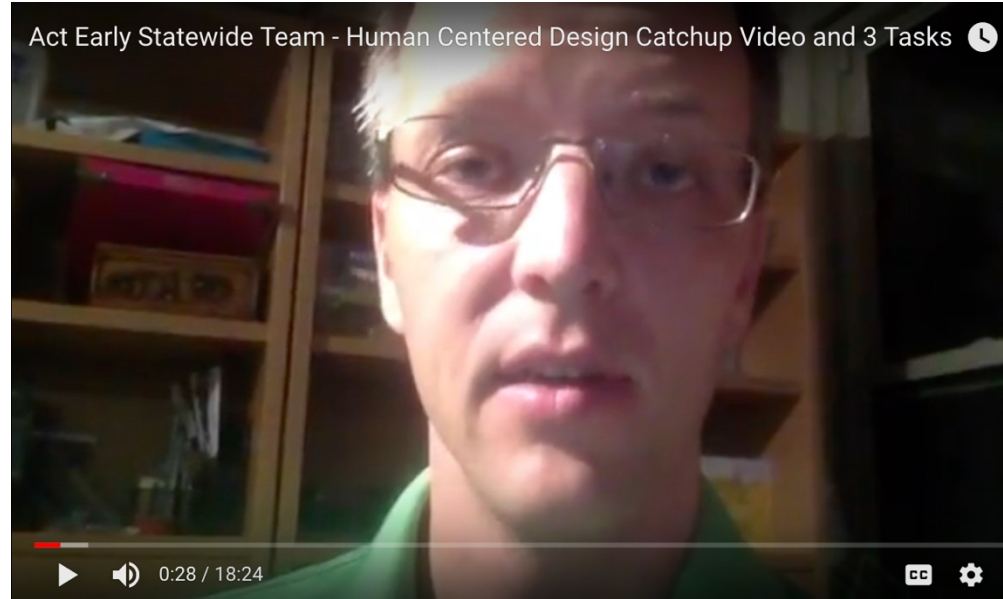 Act Early Statewide Team - Human Centered Design Catchup Video and 3 Tasks
0:28 / 18:24
CC